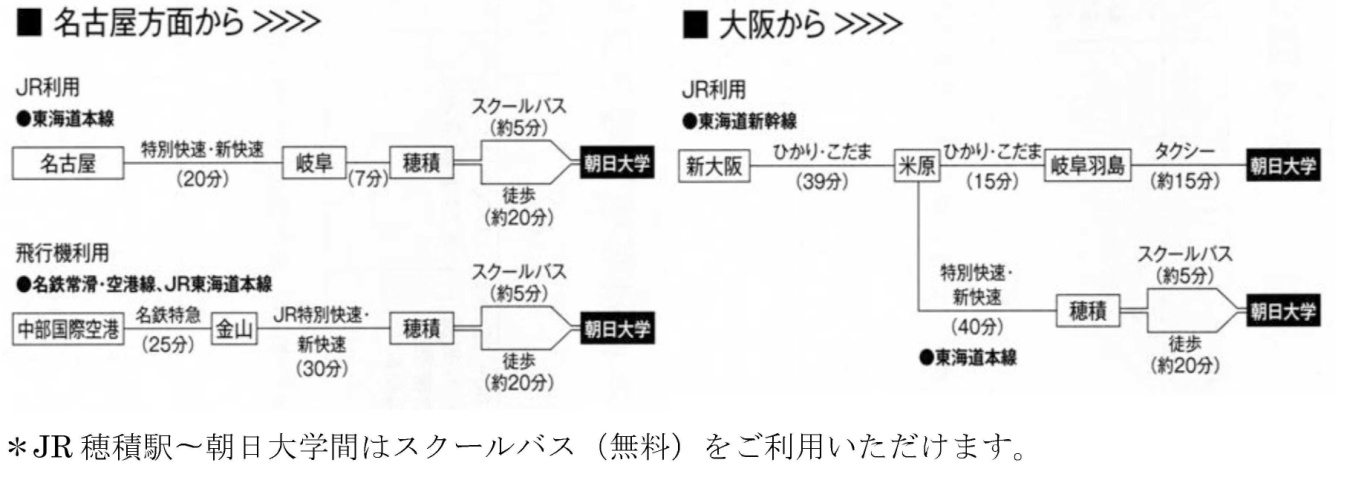 ■ 名古屋方面から >>>>
JR利用
●東海道本線
名古屋
特別快速・新快速
(20分)
岐阜
(7分)
穂積
スクールバス
(約5分)
徒歩
(約20分)
朝日大学
飛行機利用
●名鉄常滑・空港線、JR東海道本線
中部国際空港
名鉄特急
(25分)
金山
JR特別快速・
新快速
(30分)
穂積
スクールバス
(約5分)
徒歩
(約20分)
朝日大学
■ 大阪から >>>>
JR利用
●東海道新幹線
新大阪
ひかり・こだま
(39分)
米原
ひかり・こだま
(15分)
岐阜羽島
タクシー
(約15分)
朝日大学
特別快速・
新快速
(40分)
●東海道本線
穂積
スクールバス
(約5分)
徒歩
(約20分)
朝日大学
＊JR 穂積駅～朝日大学間はスクールバス（無料）をご利用いただけます。